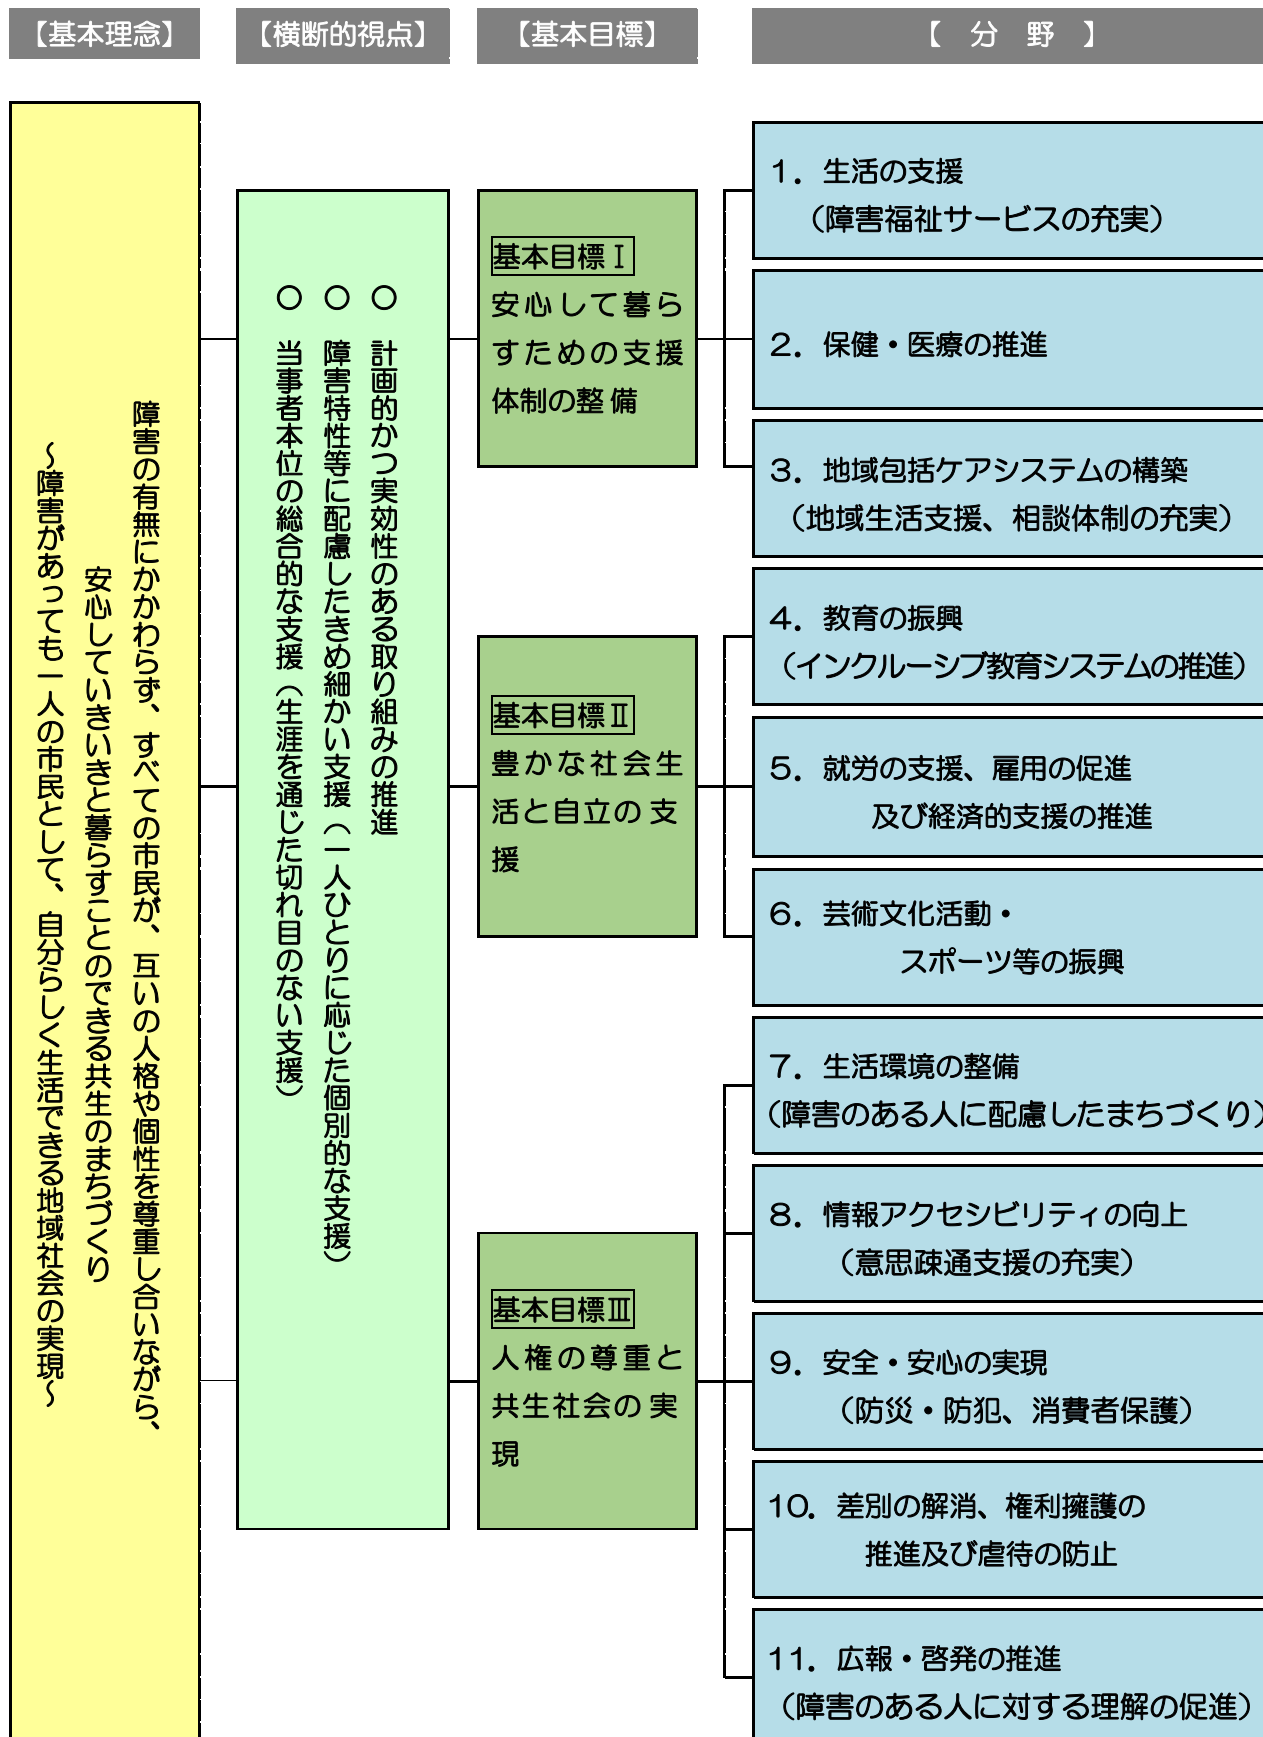 【基本理念】
【横断的視点】
【基本目標】
【　分　野　】
障害の有無にかかわらず、すべての市民が、互いの人格や個性を尊重し合いながら、
安心していきいきと暮らすことのできる共生のまちづくり
～障害があっても一人の市民として、自分らしく生活できる地域社会の実現～
○　計画的かつ実効性のある取り組みの推進
○　障害特性等に配慮したきめ細かい支援（一人ひとりに応じた個別的な支援）
○　当事者本位の総合的な支援（生涯を通じた切れ目のない支援）
基本目標Ⅰ
安心して暮ら
すための支援
体制の整備
基本目標Ⅱ
豊かな社会生
活と自立の支
援
基本目標Ⅲ
人権の尊重と
共生社会の実
現
１．生活の支援
（障害福祉サービスの充実）
２．保健・医療の推進
３．地域包括ケアシステムの構築
（地域生活支援、相談体制の充実）
４．教育の振興
（インクルーシブ教育システムの推進）
５．就労の支援、雇用の促進
及び経済的支援の推進
６．芸術文化活動・
スポーツ等の振興
７．生活環境の整備
（障害のある人に配慮したまちづくり）
８．情報アクセシビリティの向上
（意思疎通支援の充実）
９．安全・安心の実現
（防災・防犯、消費者保護）
10．差別の解消、権利擁護の
推進及び虐待の防止
11．広報・啓発の推進
（障害のある人に対する理解の促進）